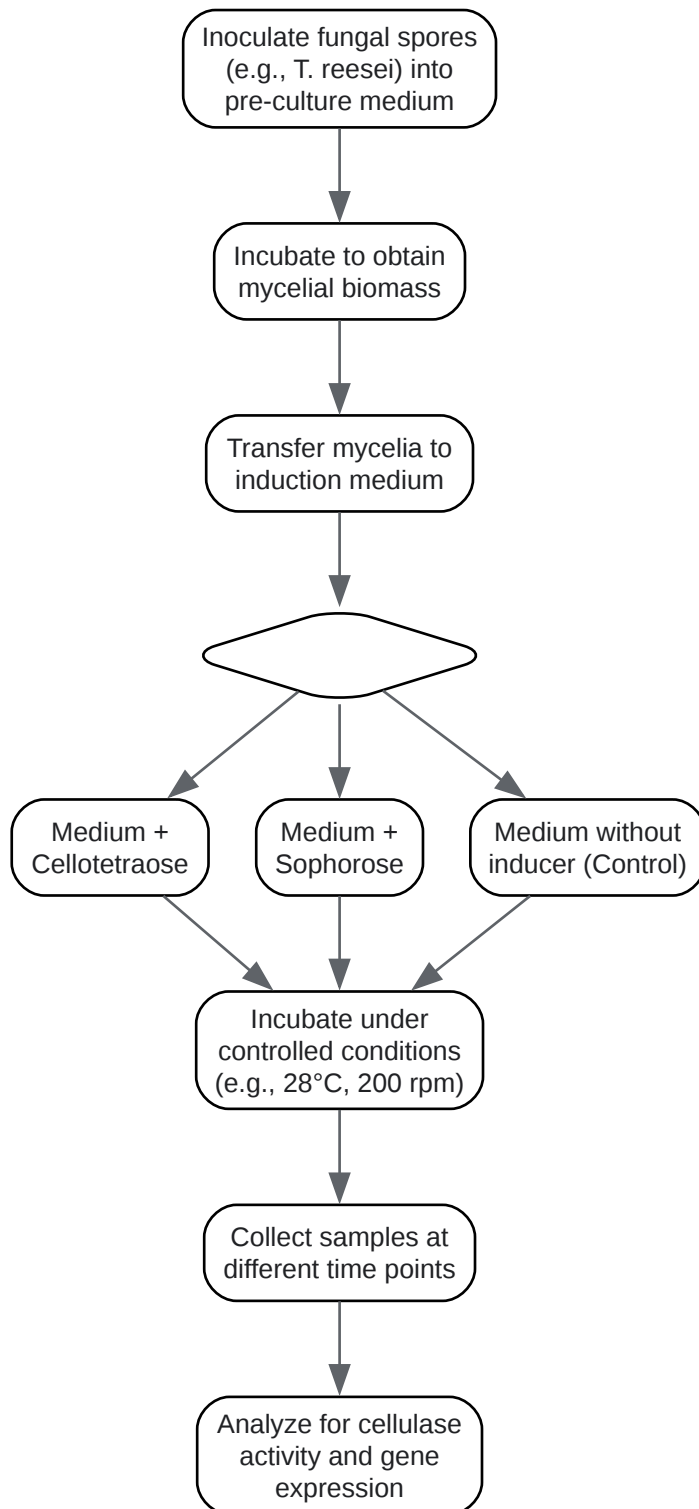 Inoculate fungal spores
(e.g., T. reesei) into
pre-culture medium
Incubate to obtain
mycelial biomass
Transfer mycelia to
induction medium
Medium +
Cellotetraose
Medium +
Sophorose
Medium without
inducer (Control)
Incubate under
controlled conditions
(e.g., 28°C, 200 rpm)
Collect samples at
different time points
Analyze for cellulase
activity and gene
expression